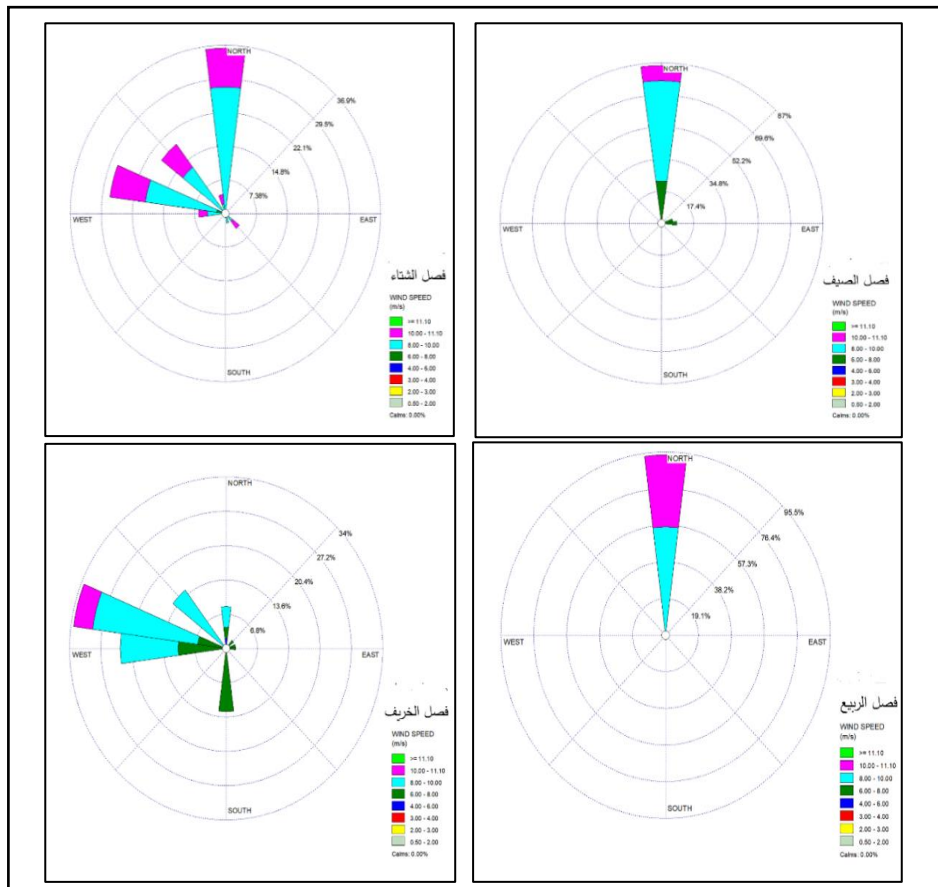 NORTH
36.9%
29.5%
22.1%
14.8%
7.38%
WEST
EAST
SOUTH
فصل الشتاء
WIND SPEED
(m/s)
>= 11.10
10.00 - 11.10
8.00 - 10.00
6.00 - 8.00
4.00 - 6.00
3.00 - 4.00
2.00 - 3.00
0.50 - 2.00
Calms: 0.00%
NORTH
87%
69.6%
52.2%
34.8%
17.4%
WEST
EAST
SOUTH
فصل الصيف
WIND SPEED
(m/s)
>= 11.10
10.00 - 11.10
8.00 - 10.00
6.00 - 8.00
4.00 - 6.00
3.00 - 4.00
2.00 - 3.00
0.50 - 2.00
Calms: 0.00%
NORTH
34%
27.2%
20.4%
13.6%
6.8%
WEST
EAST
SOUTH
فصل الخريف
WIND SPEED
(m/s)
>= 11.10
10.00 - 11.10
8.00 - 10.00
6.00 - 8.00
4.00 - 6.00
3.00 - 4.00
2.00 - 3.00
0.50 - 2.00
Calms: 0.00%
NORTH
95.5%
76.4%
57.3%
38.2%
19.1%
WEST
EAST
SOUTH
فصل الربيع
WIND SPEED
(m/s)
>= 11.10
10.00 - 11.10
8.00 - 10.00
6.00 - 8.00
4.00 - 6.00
3.00 - 4.00
2.00 - 3.00
0.50 - 2.00
Calms: 0.00%